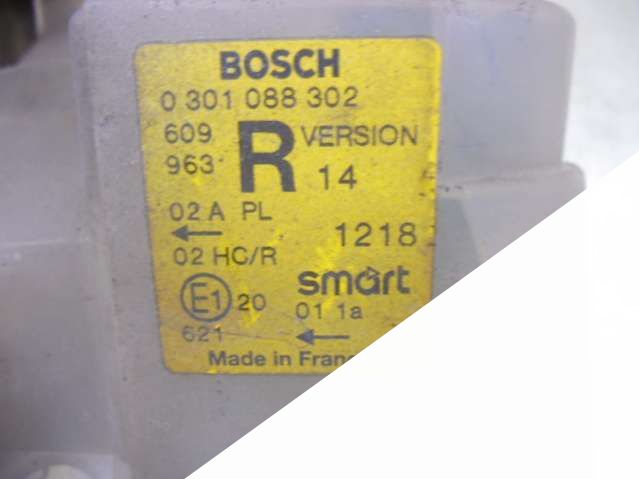 BOSCH
0 301 088 302
609 R VERSION
963 14
02 A PL
1218
02 HC/R
smart
E1 20 01 1a
621
Made in